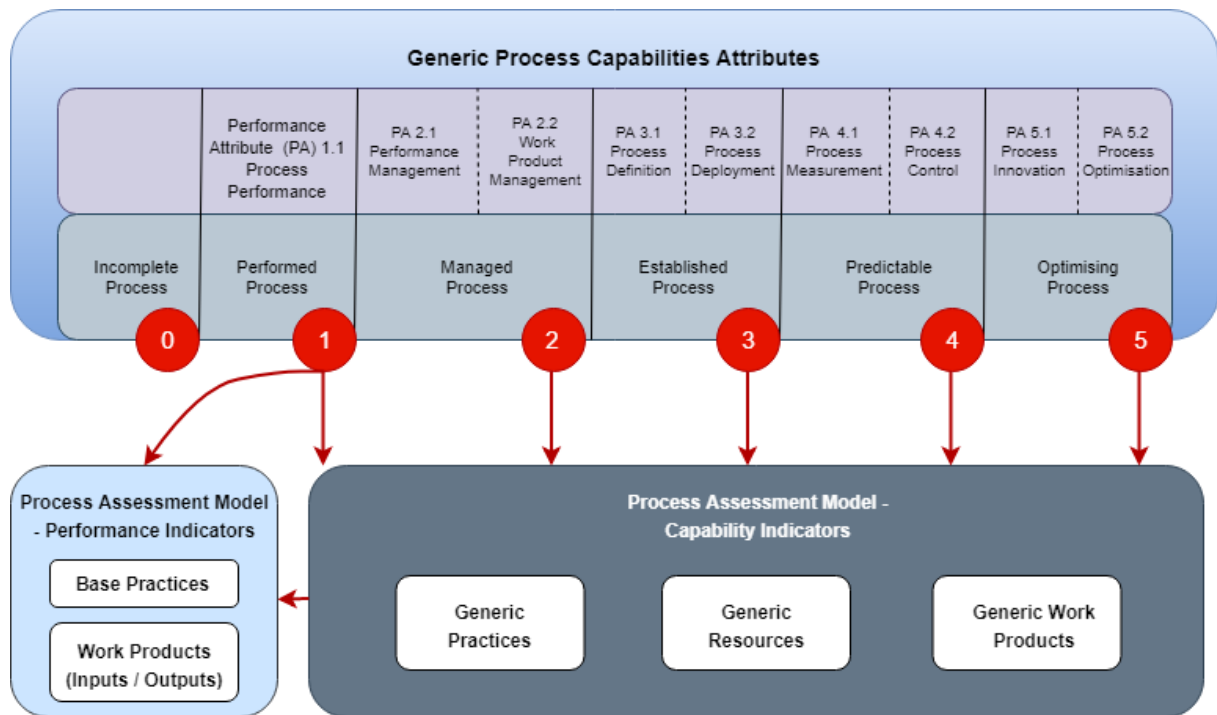 Generic Process Capabilities Attributes
Performance
Attribute (PA) 1.1
Process
Performance
PA 2.1
Performance
Management
PA 2.2
Work
Product
Management
PA 3.1
Process
Definition
PA 3.2
Process
Deployment
PA 4.1
Process
Measurement
PA 4.2
Process
Control
PA 5.1
Process
Innovation
PA 5.2
Process
Optimisation
Incomplete
Process
Performed
Process
Managed
Process
Established
Process
Predictable
Process
Optimising
Process
0
1
2
3
4
5
Process Assessment Model
- Performance Indicators
Base Practices
Work Products
(Inputs / Outputs)
Process Assessment Model -
Capability Indicators
Generic
Practices
Generic
Resources
Generic Work
Products